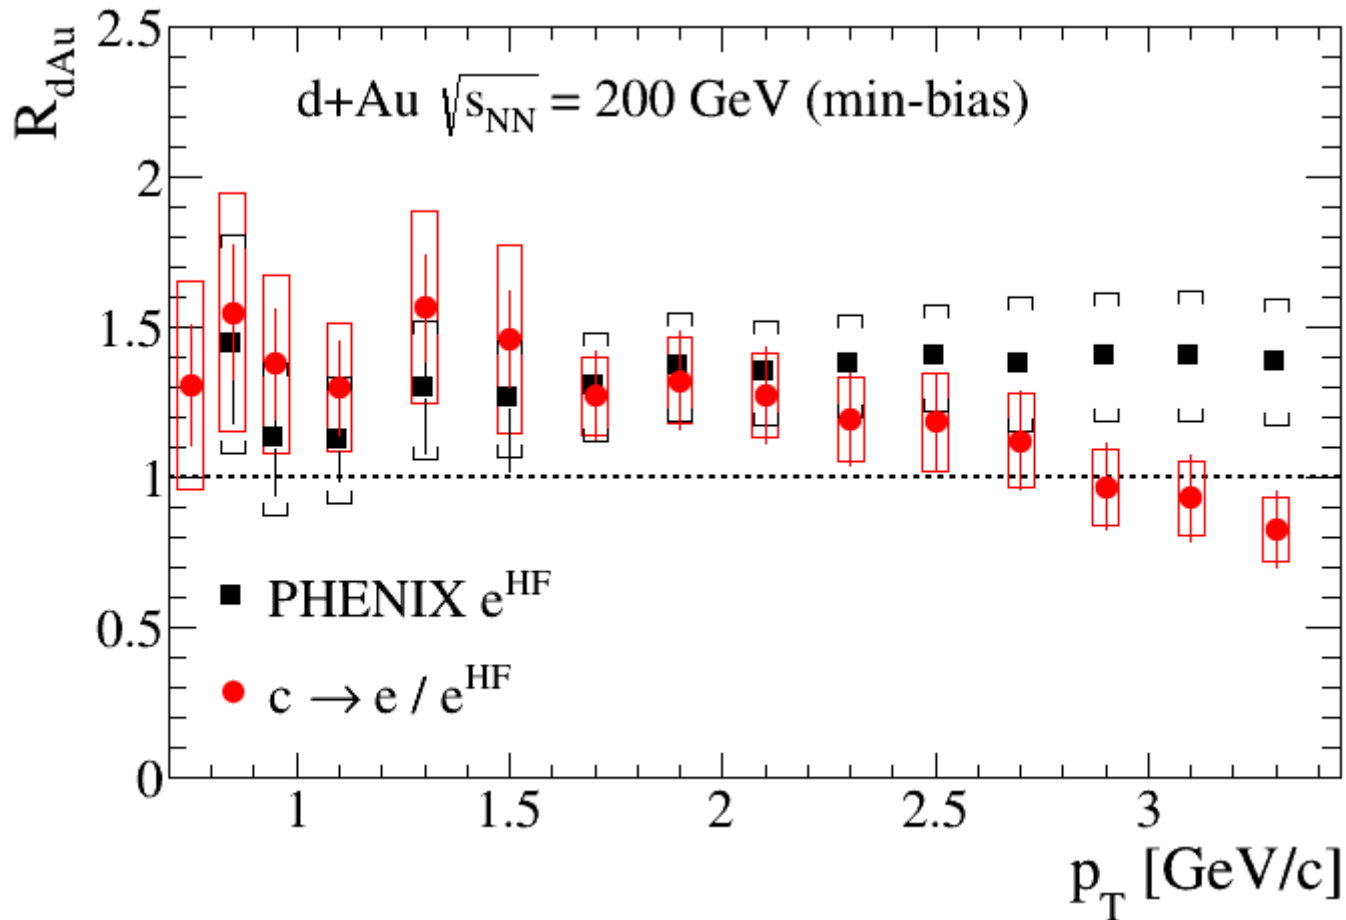 R_dAu
2.5
d+Au √s_NN = 200 GeV (min-bias)
2
1.5
1
0.5
0
PHENIX e^HF
c → e / e^HF
1 1.5 2 2.5 3
p_T [GeV/c]